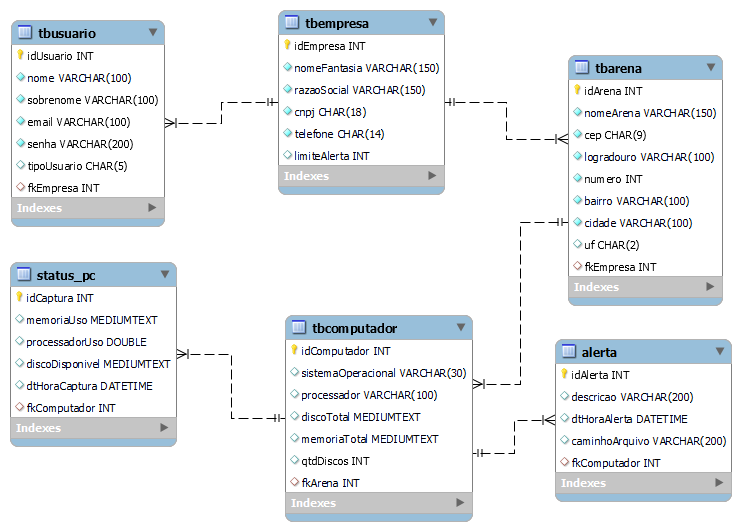 tbusuario
idUsuario INT
nome VARCHAR(100)
sobrenome VARCHAR(100)
email VARCHAR(100)
senha VARCHAR(200)
tipoUsuario CHAR(5)
fkEmpresa INT
Indexes
tbempresa
idEmpresa INT
nomeFantasia VARCHAR(150)
razaoSocial VARCHAR(150)
cnpj CHAR(18)
telefone CHAR(14)
limiteAlerta INT
Indexes
tbarena
idArena INT
nomeArena VARCHAR(150)
cep CHAR(9)
logradouro VARCHAR(100)
numero INT
bairro VARCHAR(100)
cidade VARCHAR(100)
uf CHAR(2)
fkEmpresa INT
Indexes
status_pc
idCaptura INT
memoriaUso MEDIUMTEXT
processadorUso DOUBLE
discoDisponivel MEDIUMTEXT
dtHoraCaptura DATETIME
fkComputador INT
Indexes
tbcomputador
idComputador INT
sistemaOperacional VARCHAR(30)
processador VARCHAR(100)
discoTotal MEDIUMTEXT
memoriaTotal MEDIUMTEXT
qtdDiscos INT
fkArena INT
Indexes
alerta
idAlerta INT
descricao VARCHAR(200)
dtHoraAlerta DATETIME
caminhoArquivo VARCHAR(200)
fkComputador INT
Indexes